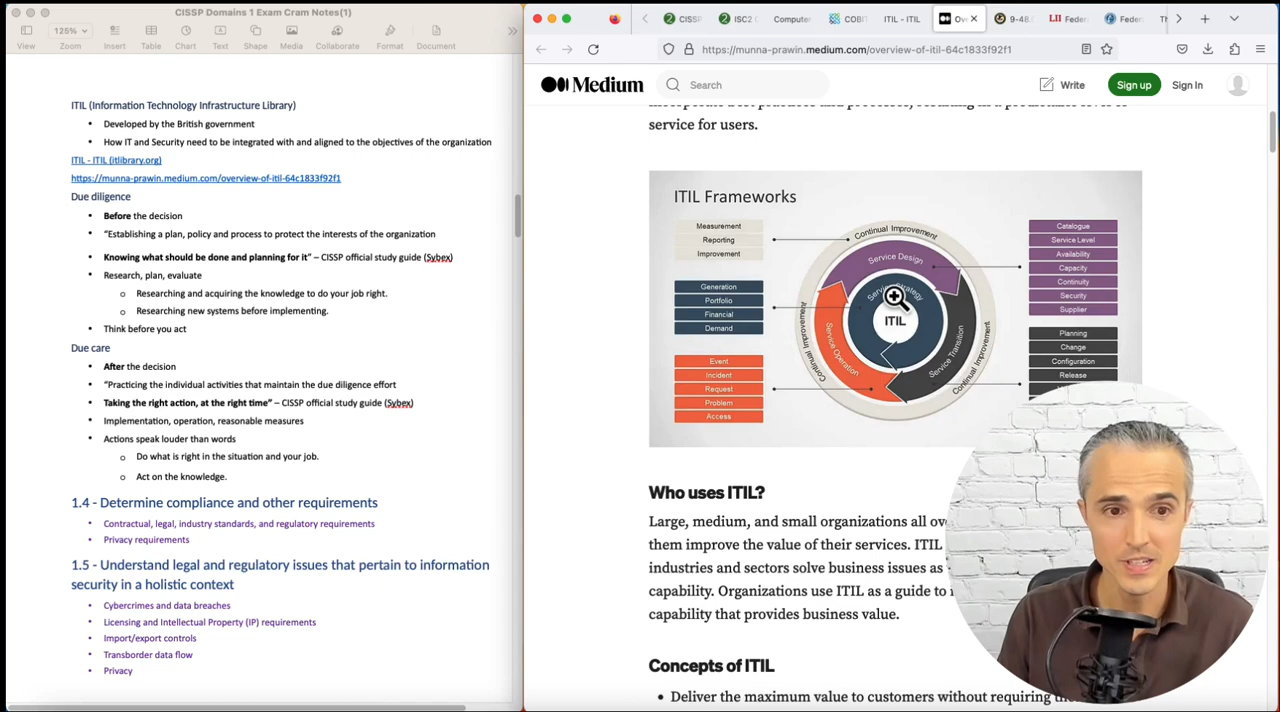 CISSP Domains 1 Exam Cram Notes(1)
125%
View
Zoom
Insert
Table
Chart
Text
Shape
Media
Collaborate
Format
Document
ITIL (Information Technology Infrastructure Library)
• Developed by the British government
• How IT and Security need to be integrated with and aligned to the objectives of the organization
ITIL - ITIL (itlibrary.org)
https://munna-prawin.medium.com/overview-of-itil-64c1833f92f1
Due diligence
• Before the decision
• “Establishing a plan, policy and process to protect the interests of the organization
• Knowing what should be done and planning for it” – CISSP official study guide (Sybex)
• Research, plan, evaluate
o Researching and acquiring the knowledge to do your job right.
o Researching new systems before implementing.
• Think before you act
Due care
• After the decision
• “Practicing the individual activities that maintain the due diligence effort
• Taking the right action, at the right time” – CISSP official study guide (Sybex)
• Implementation, operation, reasonable measures
• Actions speak louder than words
o Do what is right in the situation and your job.
o Act on the knowledge.
1.4 - Determine compliance and other requirements
• Contractual, legal, industry standards, and regulatory requirements
• Privacy requirements
1.5 - Understand legal and regulatory issues that pertain to information
security in a holistic context
• Cybercrimes and data breaches
• Licensing and Intellectual Property (IP) requirements
• Import/export controls
• Transborder data flow
• Privacy
CISSP
ISC2
Computer
COBIT
ITIL - ITIL
Ov
9-48.
Feder
Feder
Th
https://munna-prawin.medium.com/overview-of-itil-64c1833f92f1
Medium
Search
Write
Sign up
Sign In
service for users.
ITIL Frameworks
Measurement
Reporting
Improvement
Generation
Portfolio
Financial
Demand
Event
Incident
Request
Problem
Access
Continual Improvement
Service Design
Service Strategy
ITIL
Service Operation
Service Transition
Continual Improvement
Continual Improvement
Catalogue
Service Level
Availability
Capacity
Continuity
Security
Supplier
Planning
Change
Configuration
Release
Who uses ITIL?
Large, medium, and small organizations all ov
them improve the value of their services. ITIL
industries and sectors solve business issues as
capability. Organizations use ITIL as a guide to
capability that provides business value.
Concepts of ITIL
• Deliver the maximum value to customers without requiring